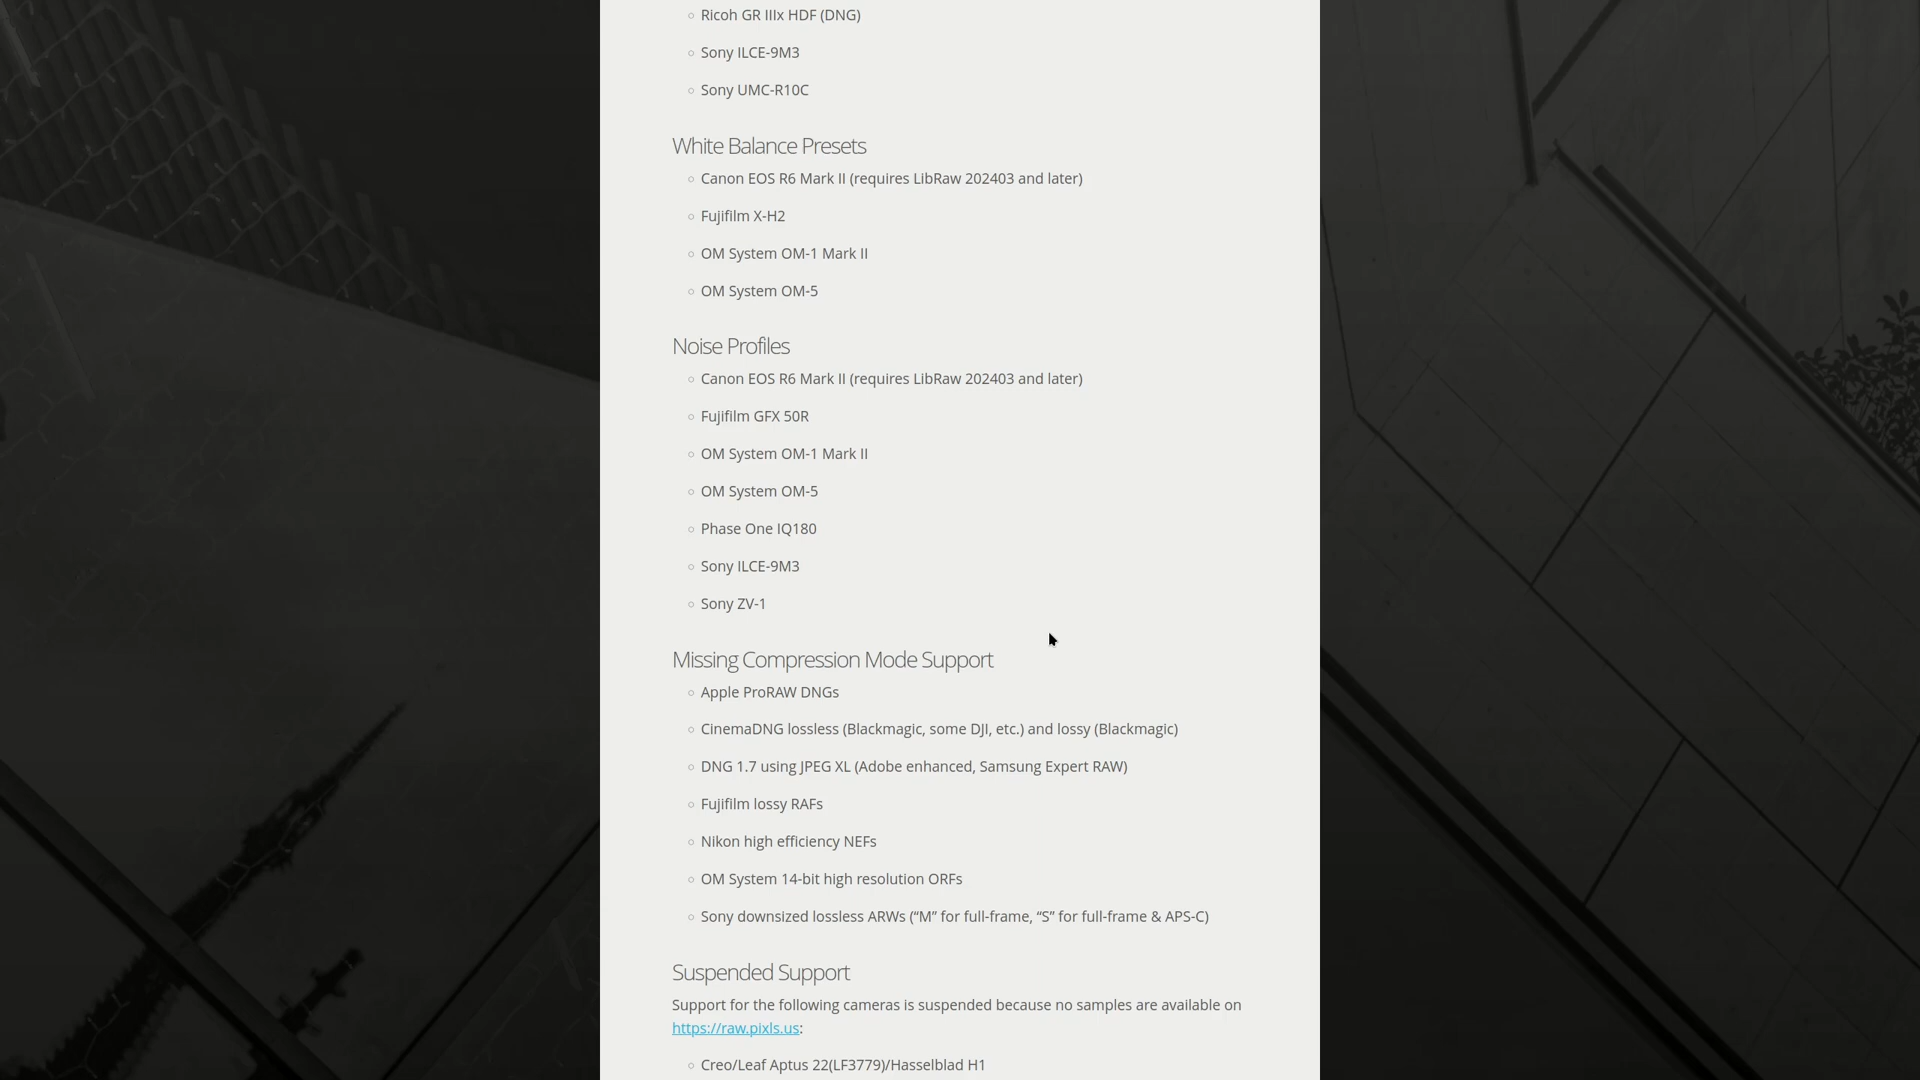 Ricoh GR IIIx HDF (DNG)
Sony ILCE-9M3
Sony UMC-R10C
White Balance Presets
Canon EOS R6 Mark II (requires LibRaw 202403 and later)
Fujifilm X-H2
OM System OM-1 Mark II
OM System OM-5
Noise Profiles
Canon EOS R6 Mark II (requires LibRaw 202403 and later)
Fujifilm GFX 50R
OM System OM-1 Mark II
OM System OM-5
Phase One IQ180
Sony ILCE-9M3
Sony ZV-1
Missing Compression Mode Support
Apple ProRAW DNGs
CinemaDNG lossless (Blackmagic, some DJI, etc.) and lossy (Blackmagic)
DNG 1.7 using JPEG XL (Adobe enhanced, Samsung Expert RAW)
Fujifilm lossy RAFs
Nikon high efficiency NEFs
OM System 14-bit high resolution ORFs
Sony downsized lossless ARWs (“M” for full-frame, “S” for full-frame & APS-C)
Suspended Support
Support for the following cameras is suspended because no samples are available on
https://raw.pixls.us:
Creo/Leaf Aptus 22(LF3779)/Hasselblad H1